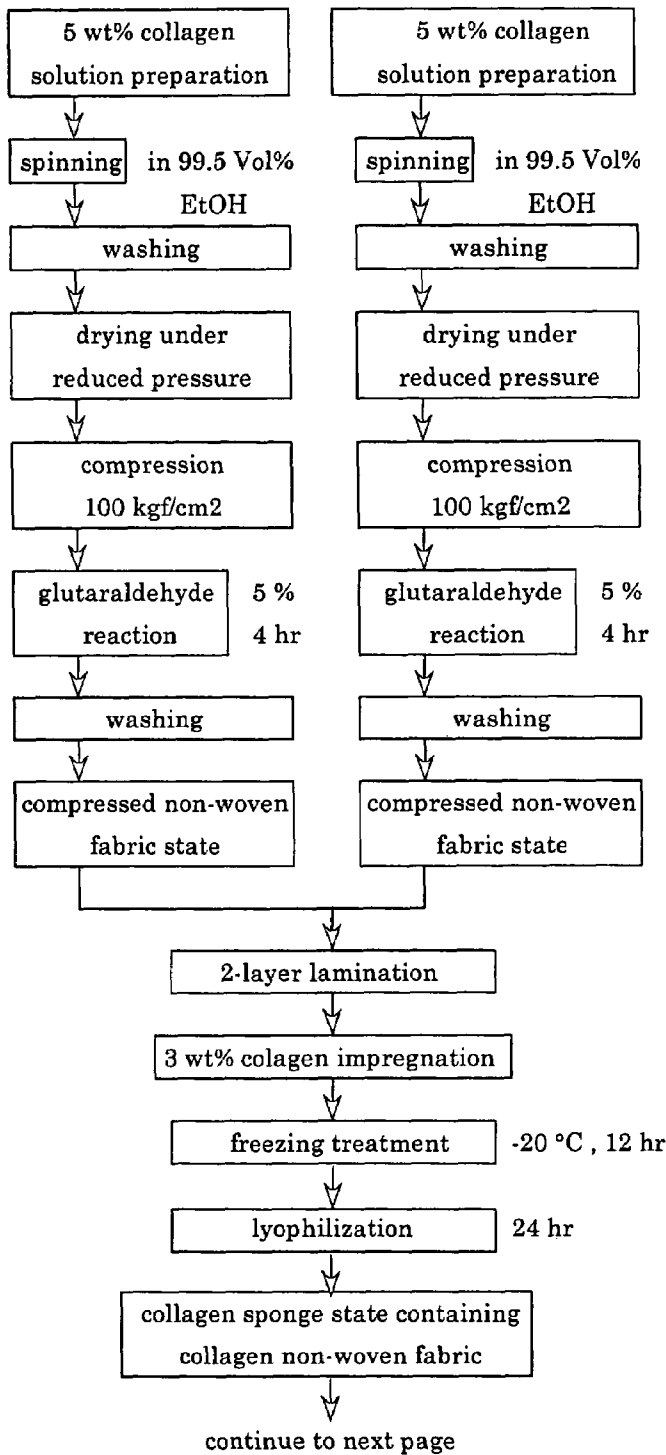 5 wt% collagen
solution preparation
spinning in 99.5 Vol%
EtOH
washing
drying under
reduced pressure
compression
100 kgf/cm2
glutaraldehyde 5 %
reaction 4 hr
washing
compressed non-woven
fabric state
5 wt% collagen
solution preparation
spinning in 99.5 Vol%
EtOH
washing
drying under
reduced pressure
compression
100 kgf/cm2
glutaraldehyde 5 %
reaction 4 hr
washing
compressed non-woven
fabric state
2-layer lamination
3 wt% colagen impregnation
freezing treatment -20 °C , 12 hr
lyophilization 24 hr
collagen sponge state containing
collagen non-woven fabric
continue to next page